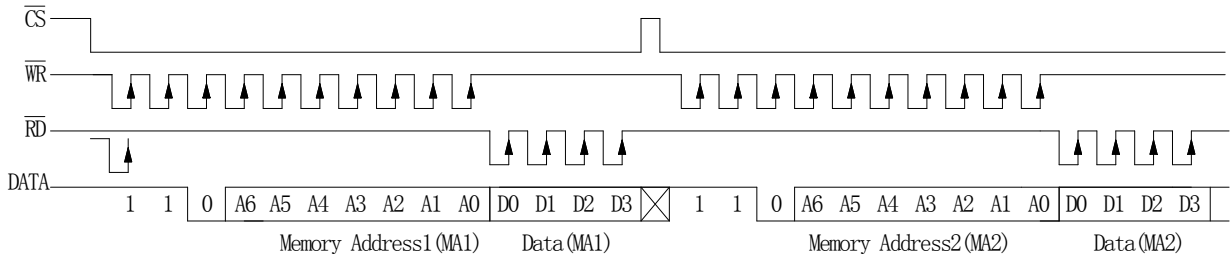 CS
WR
RD
DATA
1 1 0 A6 A5 A4 A3 A2 A1 A0 D0 D1 D2 D3 1 1 0 A6 A5 A4 A3 A2 A1 A0 D0 D1 D2 D3
Memory Address1(MA1) Data(MA1) Memory Address2(MA2) Data(MA2)